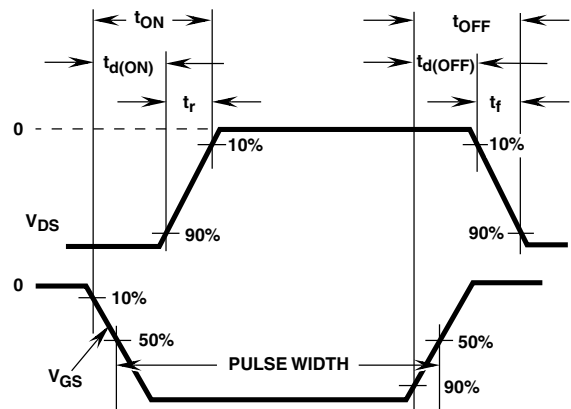 tON
tOFF
td(ON)
td(OFF)
tr
tf
0
10%
10%
VDS
90%
90%
0
10%
50%
50%
VGS
PULSE WIDTH
90%